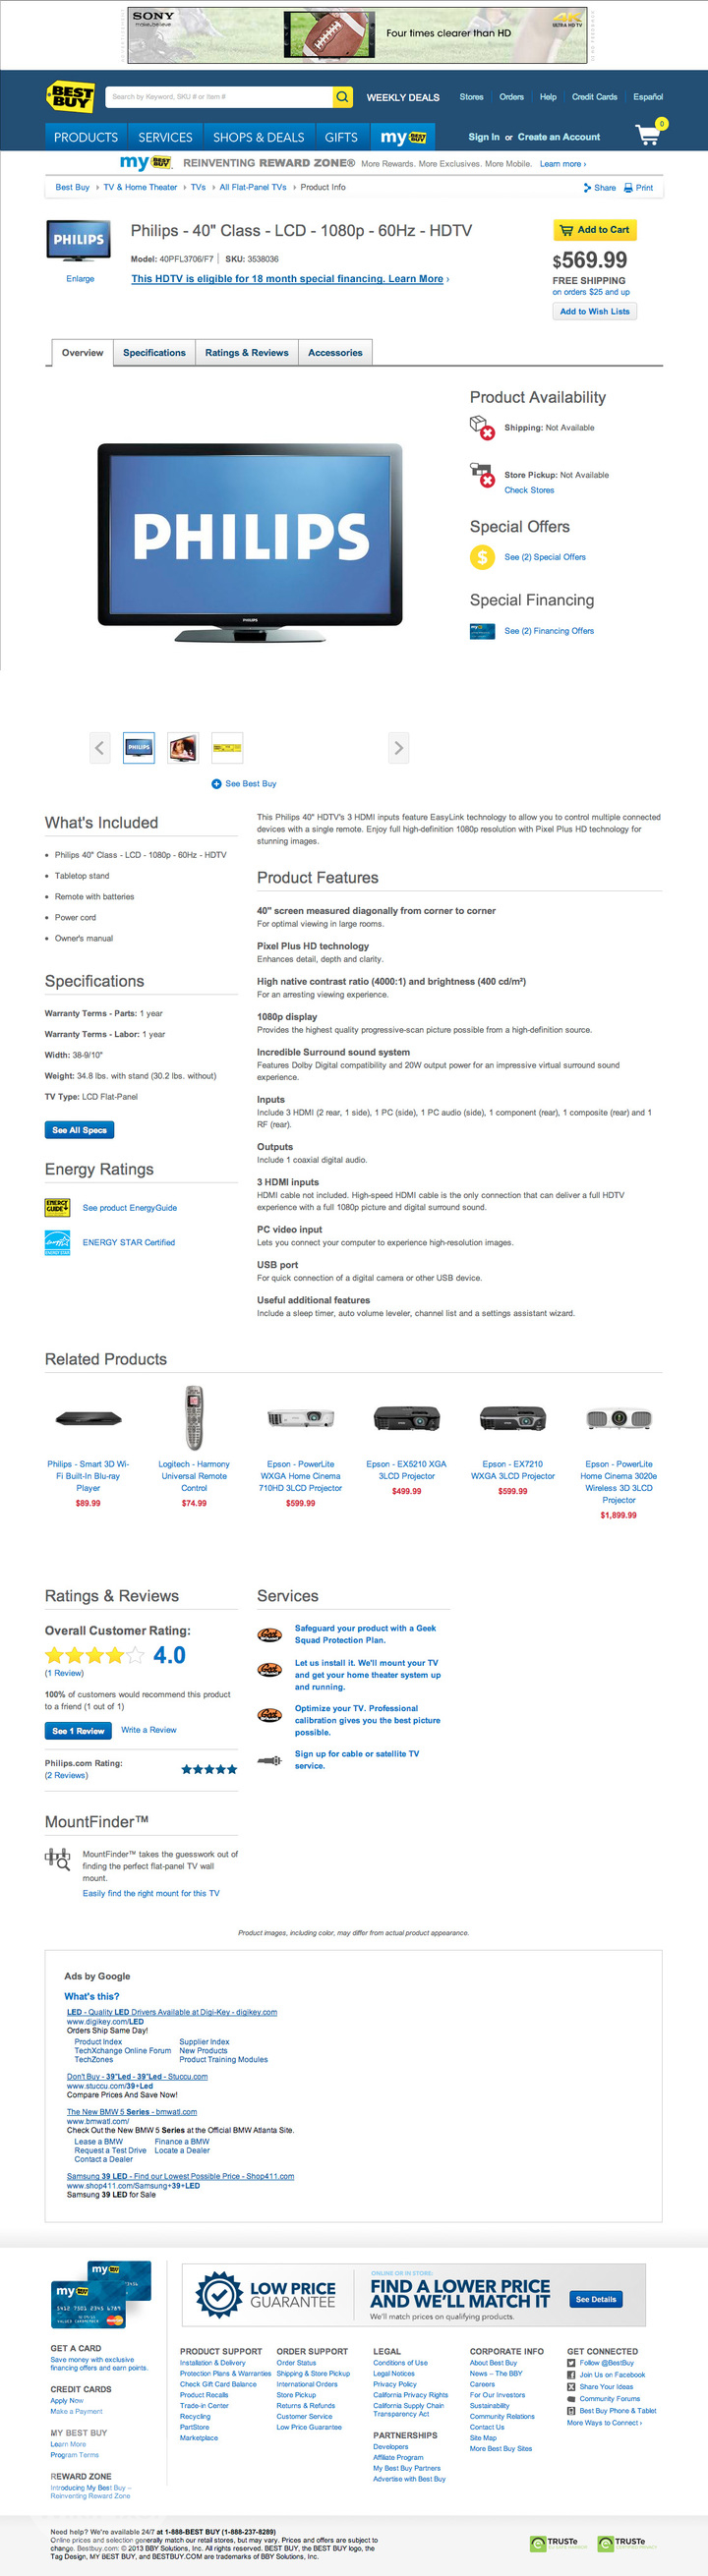 SONY
make.believe
Four times clearer than HD
4K
ULTRA HD TV
BEST BUY
Search by Keyword, SKU # or Item #
WEEKLY DEALS
Stores
Orders
Help
Credit Cards
Español
0
PRODUCTS
SERVICES
SHOPS & DEALS
GIFTS
my BEST BUY
Sign In or Create an Account
my BEST BUY REINVENTING REWARD ZONE® More Rewards. More Exclusives. More Mobile. Learn more ›
Best Buy › TV & Home Theater › TVs › All Flat-Panel TVs › Product Info
Share
Print
PHILIPS
Enlarge
Philips - 40" Class - LCD - 1080p - 60Hz - HDTV
Model: 40PFL3706/F7 | SKU: 3538036
This HDTV is eligible for 18 month special financing. Learn More ›
Add to Cart
$569.99
FREE SHIPPING
on orders $25 and up
Add to Wish Lists
Overview
Specifications
Ratings & Reviews
Accessories
PHILIPS
PHILIPS
Product Availability
Shipping: Not Available
Store Pickup: Not Available
Check Stores
Special Offers
See (2) Special Offers
Special Financing
See (2) Financing Offers
PHILIPS
See Best Buy
What's Included
• Philips 40" Class - LCD - 1080p - 60Hz - HDTV
• Tabletop stand
• Remote with batteries
• Power cord
• Owner's manual
Specifications
Warranty Terms - Parts: 1 year
Warranty Terms - Labor: 1 year
Width: 38-9/10"
Weight: 34.8 lbs. with stand (30.2 lbs. without)
TV Type: LCD Flat-Panel
See All Specs
Energy Ratings
ENERGY GUIDE
See product EnergyGuide
ENERGY STAR
ENERGY STAR Certified
This Philips 40" HDTV's 3 HDMI inputs feature EasyLink technology to allow you to control multiple connected
devices with a single remote. Enjoy full high-definition 1080p resolution with Pixel Plus HD technology for
stunning images.
Product Features
40" screen measured diagonally from corner to corner
For optimal viewing in large rooms.
Pixel Plus HD technology
Enhances detail, depth and clarity.
High native contrast ratio (4000:1) and brightness (400 cd/m²)
For an arresting viewing experience.
1080p display
Provides the highest quality progressive-scan picture possible from a high-definition source.
Incredible Surround sound system
Features Dolby Digital compatibility and 20W output power for an impressive virtual surround sound
experience.
Inputs
Include 3 HDMI (2 rear, 1 side), 1 PC (side), 1 PC audio (side), 1 component (rear), 1 composite (rear) and 1
RF (rear).
Outputs
Include 1 coaxial digital audio.
3 HDMI inputs
HDMI cable not included. High-speed HDMI cable is the only connection that can deliver a full HDTV
experience with a full 1080p picture and digital surround sound.
PC video input
Lets you connect your computer to experience high-resolution images.
USB port
For quick connection of a digital camera or other USB device.
Useful additional features
Include a sleep timer, auto volume leveler, channel list and a settings assistant wizard.
Related Products
Philips - Smart 3D Wi-
Fi Built-In Blu-ray
Player
$89.99
Logitech - Harmony
Universal Remote
Control
$74.99
Epson - PowerLite
WXGA Home Cinema
710HD 3LCD Projector
$599.99
Epson - EX5210 XGA
3LCD Projector
$499.99
Epson - EX7210
WXGA 3LCD Projector
$599.99
Epson - PowerLite
Home Cinema 3020e
Wireless 3D 3LCD
Projector
$1,899.99
Ratings & Reviews
Overall Customer Rating:
4.0
(1 Review)
100% of customers would recommend this product
to a friend (1 out of 1)
See 1 Review
Write a Review
Philips.com Rating:
(2 Reviews)
Services
Safeguard your product with a Geek
Squad Protection Plan.
Let us install it. We'll mount your TV
and get your home theater system up
and running.
Optimize your TV. Professional
calibration gives you the best picture
possible.
Sign up for cable or satellite TV
service.
MountFinder™
MountFinder™ takes the guesswork out of
finding the perfect flat-panel TV wall
mount.
Easily find the right mount for this TV
Product images, including color, may differ from actual product appearance.
Ads by Google
What's this?
LED - Quality LED Drivers Available at Digi-Key - digikey.com
www.digikey.com/LED
Orders Ship Same Day!
Product Index
Supplier Index
TechXchange Online Forum
New Products
TechZones
Product Training Modules
Don't Buy - 39"Led - 39"Led - Stuccu.com
www.stuccu.com/39+Led
Compare Prices And Save Now!
The New BMW 5 Series - bmwatl.com
www.bmwatl.com/
Check Out the New BMW 5 Series at the Official BMW Atlanta Site.
Lease a BMW
Finance a BMW
Request a Test Drive
Locate a Dealer
Contact a Dealer
Samsung 39 LED - Find our Lowest Possible Price - Shop411.com
www.shop411.com/Samsung+39+LED
Samsung 39 LED for Sale
my BEST BUY
my BEST BUY
LOW PRICE
GUARANTEE
ONLINE OR IN STORE:
FIND A LOWER PRICE
AND WE'LL MATCH IT
We'll match prices on qualifying products.
See Details
GET A CARD
Save money with exclusive
financing offers and earn points.
CREDIT CARDS
Apply Now
Make a Payment
MY BEST BUY
Learn More
Program Terms
REWARD ZONE
Introducing My Best Buy –
Reinventing Reward Zone
PRODUCT SUPPORT
Installation & Delivery
Protection Plans & Warranties
Check Gift Card Balance
Product Recalls
Trade-in Center
Recycling
PartStore
Marketplace
ORDER SUPPORT
Order Status
Shipping & Store Pickup
International Orders
Store Pickup
Returns & Refunds
Customer Service
Low Price Guarantee
LEGAL
Conditions of Use
Legal Notices
Privacy Policy
California Privacy Rights
California Supply Chain
Transparency Act
PARTNERSHIPS
Developers
Affiliate Program
My Best Buy Partners
Advertise with Best Buy
CORPORATE INFO
About Best Buy
News – The BBY
Careers
For Our Investors
Sustainability
Community Relations
Contact Us
Site Map
More Best Buy Sites
GET CONNECTED
Follow @BestBuy
Join Us on Facebook
Share Your Ideas
Community Forums
Best Buy Phone & Tablet
More Ways to Connect ›
Need help? We're available 24/7 at 1-888-BEST BUY (1-888-237-8289)
Online prices and selection generally match our retail stores, but may vary. Prices and offers are subject to
change. Bestbuy.com: © 2013 BBY Solutions, Inc. All rights reserved. BEST BUY, the BEST BUY logo, the
Tag Design, MY BEST BUY, and BESTBUY.COM are trademarks of BBY Solutions, Inc.
TRUSTe
TRUSTe